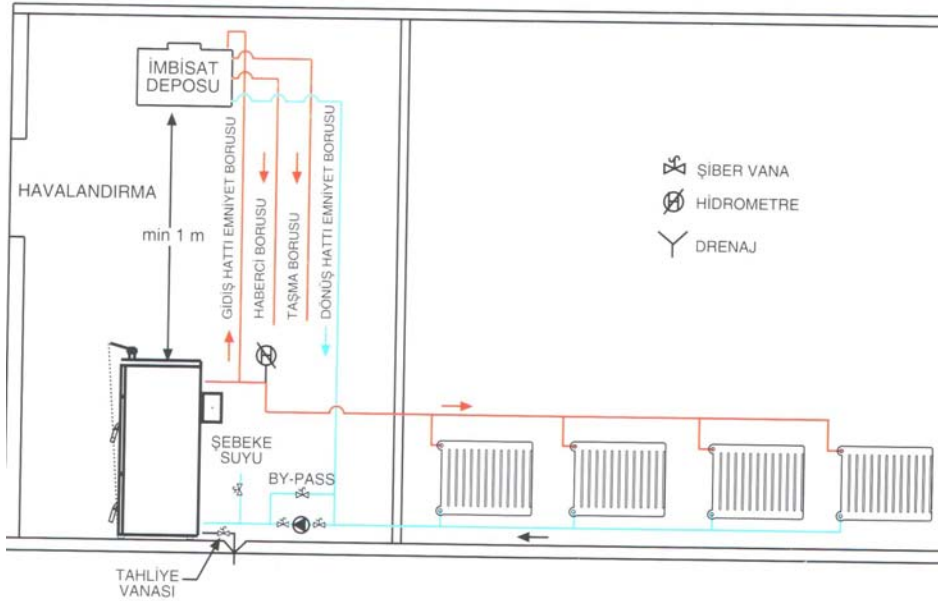 İMBİSAT
DEPOSU
HAVALANDIRMA
min 1 m
GİDİŞ HATTI EMNİYET BORUSU
HABERCİ BORUSU
TAŞMA BORUSU
DÖNÜŞ HATTI EMNİYET BORUSU
ŞİBER VANA
H HİDROMETRE
DRENAJ
H
ŞEBEKE
SUYU
BY-PASS
TAHLİYE
VANASI